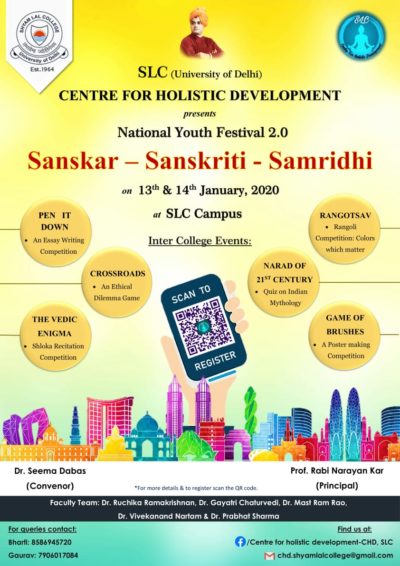 SHYAM LAL COLLEGE
University of Delhi
Est.1964
SLC
SLC (University of Delhi)
CENTRE FOR HOLISTIC DEVELOPMENT
presents
National Youth Festival 2.0
Sanskar – Sanskriti - Samridhi
on 13th & 14th January, 2020
at SLC Campus
Inter College Events:
PEN IT
DOWN
• An Essay Writing
Competition
CROSSROADS
• An Ethical
Dilemma Game
THE VEDIC
ENIGMA
• Shloka Recitation
Competition
RANGOTSAV
• Rangoli
Competition: Colors
which matter
NARAD OF
21ST CENTURY
• Quiz on Indian
Mythology
GAME OF
BRUSHES
• A Poster making
Competition
SCAN TO
REGISTER
Dr. Seema Dabas
(Convenor)
*For more details & to register scan the QR code.
Prof. Rabi Narayan Kar
(Principal)
Faculty Team: Dr. Ruchika Ramakrishnan, Dr. Gayatri Chaturvedi, Dr. Mast Ram Rao,
Dr. Vivekanand Nartam & Dr. Prabhat Sharma
For queries contact:
Bharti: 8586945720
Gaurav: 7906017084
Find us at:
/Centre for holistic development-CHD, SLC
chd.shyamlalcollege@gmail.com